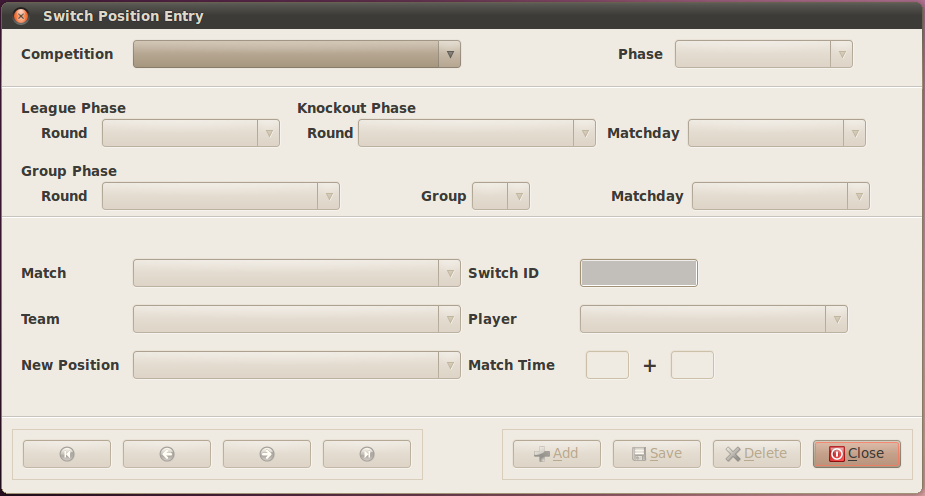 Switch Position Entry
Competition Phase
League Phase Knockout Phase
Round Round Matchday
Group Phase
Round Group Matchday
Match Switch ID
Team Player
New Position Match Time +
Add Save Delete Close